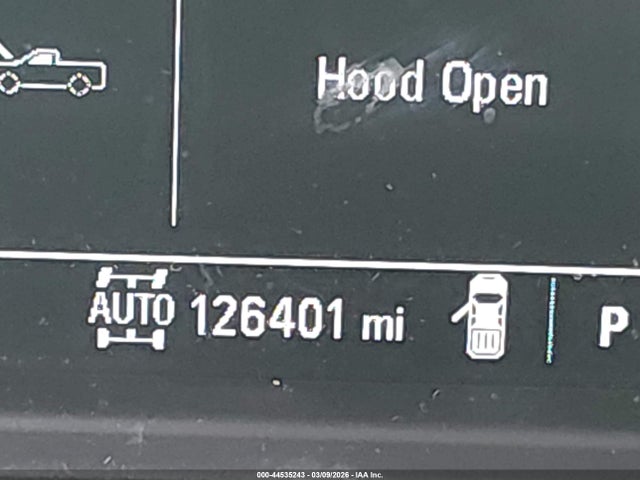 Hood Open
AUTO 126401 mi P
000-44535243 - 03/09/2026 - IAA Inc.